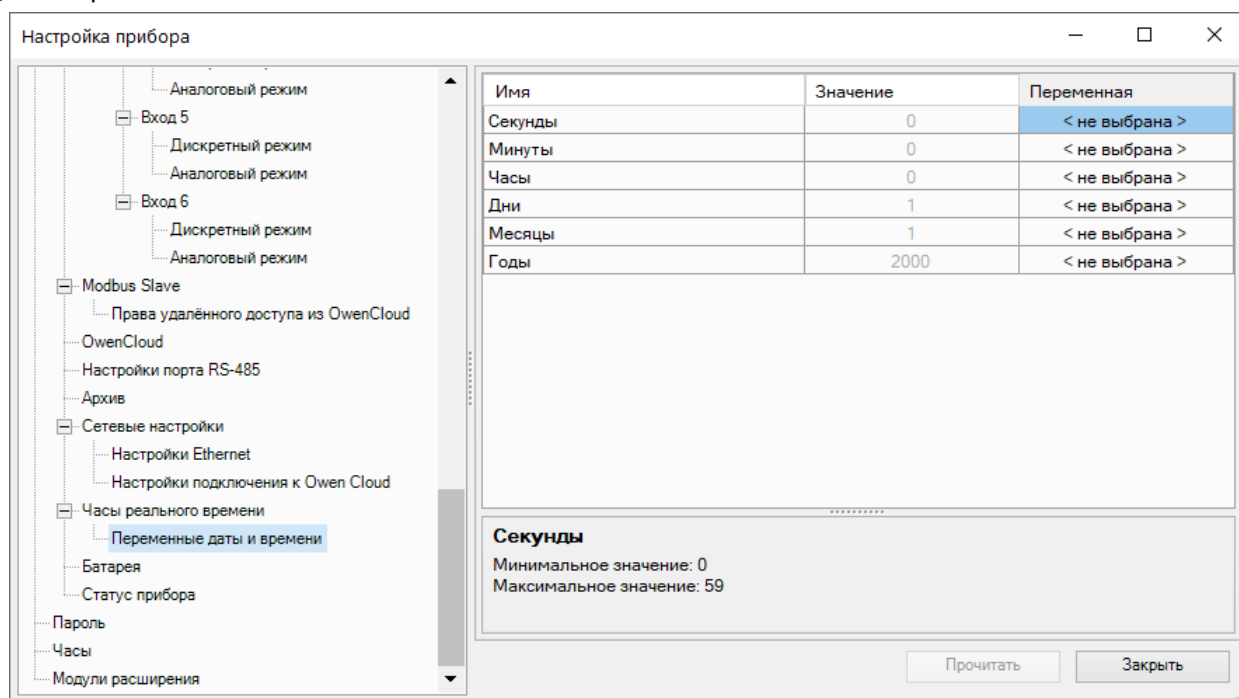 Настройка прибора
Аналоговый режим
Вход 5
Дискретный режим
Аналоговый режим
Вход 6
Дискретный режим
Аналоговый режим
Modbus Slave
Права удалённого доступа из OwenCloud
OwenCloud
Настройки порта RS-485
Архив
Сетевые настройки
Настройки Ethernet
Настройки подключения к Owen Cloud
Часы реального времени
Переменные даты и времени
Батарея
Статус прибора
Пароль
Часы
Модули расширения
Имя Значение Переменная
Секунды 0 < не выбрана >
Минуты 0 < не выбрана >
Часы 0 < не выбрана >
Дни 1 < не выбрана >
Месяцы 1 < не выбрана >
Годы 2000 < не выбрана >
Секунды
Минимальное значение: 0
Максимальное значение: 59
Прочитать Закрыть